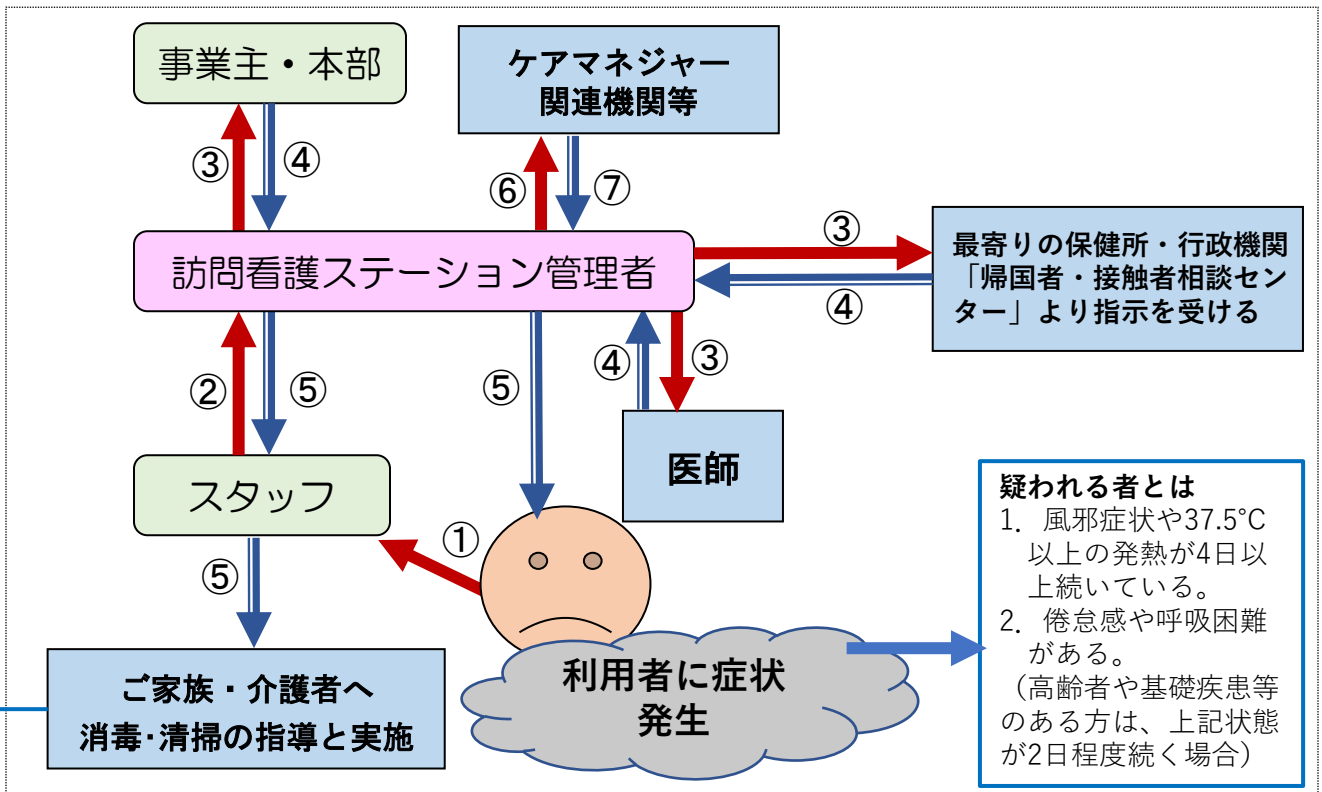 事業主・本部
ケアマネジャー
関連機関等
③
④
⑥
⑦
訪問看護ステーション管理者
③
④
最寄りの保健所・行政機関
「帰国者・接触者相談セン
ター」より指示を受ける
②
⑤
⑤
④
③
医師
スタッフ
①
⑤
ご家族・介護者へ
消毒・清掃の指導と実施
利用者に症状
発生
疑われる者とは
1．風邪症状や37.5℃
以上の発熱が4日以
上続いている。
2．倦怠感や呼吸困難
がある。
（高齢者や基礎疾患等
のある方は、上記状態
が2日程度続く場合）